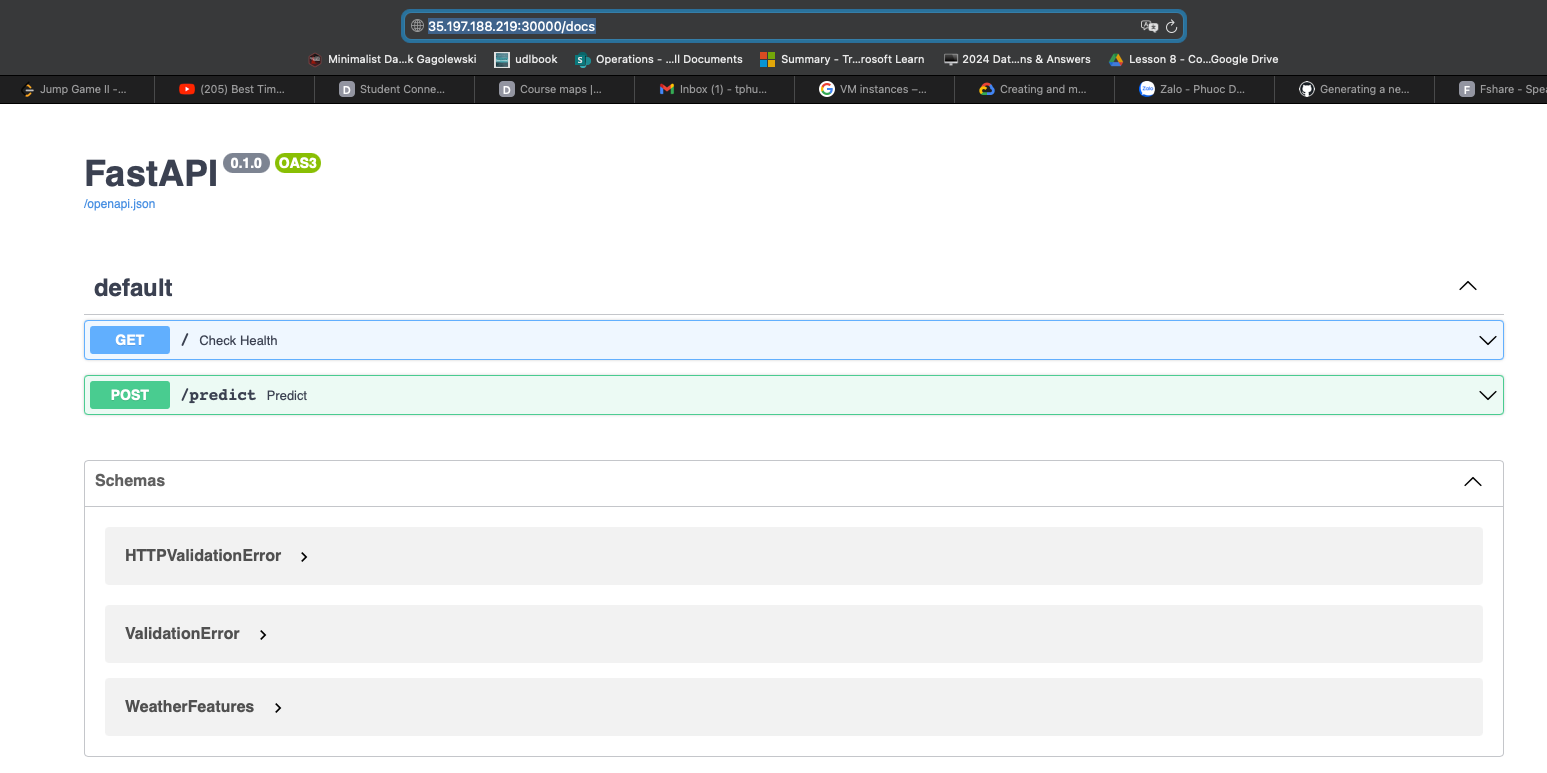 35.197.188.219:30000/docs
Minimalist Da...k Gagolewski udlbook Operations - ...ll Documents Summary - Tr...rosoft Learn 2024 Dat...ns & Answers Lesson 8 - Co...Google Drive
Jump Game II -... (205) Best Tim... D Student Conne... D Course maps |... Inbox (1) - tphu... VM instances –... Creating and m... Zalo - Phuoc D... Generating a ne... F Fshare - Spea
FastAPI 0.1.0 OAS3
/openapi.json
default
GET / Check Health
POST /predict Predict
Schemas
HTTPValidationError
ValidationError
WeatherFeatures